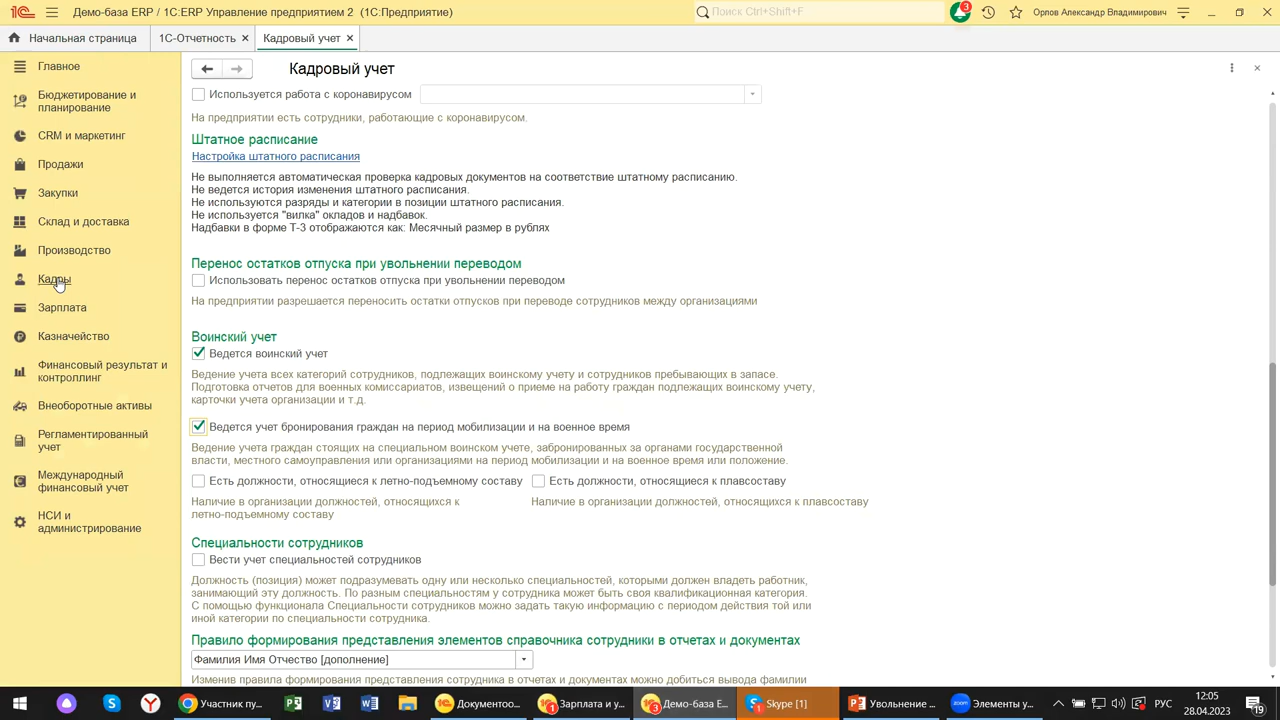 Демо-база ERP / 1С:ERP Управление предприятием 2 (1С:Предприятие)
Поиск Ctrl+Shift+F
3
Орлов Александр Владимирович
Начальная страница
1С-Отчетность
Кадровый учет
Главное
Бюджетирование и
планирование
CRM и маркетинг
Продажи
Закупки
Склад и доставка
Производство
Кадры
Зарплата
Казначейство
Финансовый результат и
контроллинг
Внеоборотные активы
Регламентированный
учет
Международный
финансовый учет
НСИ и
администрирование
Кадровый учет
Используется работа с коронавирусом
На предприятии есть сотрудники, работающие с коронавирусом.
Штатное расписание
Настройка штатного расписания
Не выполняется автоматическая проверка кадровых документов на соответствие штатному расписанию.
Не ведется история изменения штатного расписания.
Не используются разряды и категории в позиции штатного расписания.
Не используется "вилка" окладов и надбавок.
Надбавки в форме Т-3 отображаются как: Месячный размер в рублях
Перенос остатков отпуска при увольнении переводом
Использовать перенос остатков отпуска при увольнении переводом
На предприятии разрешается переносить остатки отпусков при переводе сотрудников между организациями
Воинский учет
Ведется воинский учет
Ведение учета всех категорий сотрудников, подлежащих воинскому учету и сотрудников пребывающих в запасе.
Подготовка отчетов для военных комиссариатов, извещений о приеме на работу граждан подлежащих воинскому учету,
карточки учета организации и т.д.
Ведется учет бронирования граждан на период мобилизации и на военное время
Ведение учета граждан стоящих на специальном воинском учете, забронированных за органами государственной
власти, местного самоуправления или организациями на период мобилизации и на военное время или положение.
Есть должности, относящиеся к летно-подъемному составу
Есть должности, относящиеся к плавсоставу
Наличие в организации должностей, относящихся к
летно-подъемному составу
Наличие в организации должностей, относящихся к плавсоставу
Специальности сотрудников
Вести учет специальностей сотрудников
Должность (позиция) может подразумевать одну или несколько специальностей, которыми должен владеть работник,
занимающий эту должность. По разным специальностям у сотрудника может быть своя квалификационная категория.
С помощью функционала Специальности сотрудников можно задать такую информацию с периодом действия той или
иной категории по специальности сотрудника.
Правило формирования представления элементов справочника сотрудники в отчетах и документах
Фамилия Имя Отчество [дополнение]
Изменив правила формирования представления сотрудника в отчетах и документах можно добиться вывода фамилии
Участник пу...
Документоо...
Зарплата и у...
Демо-база E...
Skype [1]
Увольнение ...
Элементы у...
РУС
12:05
28.04.2023
19